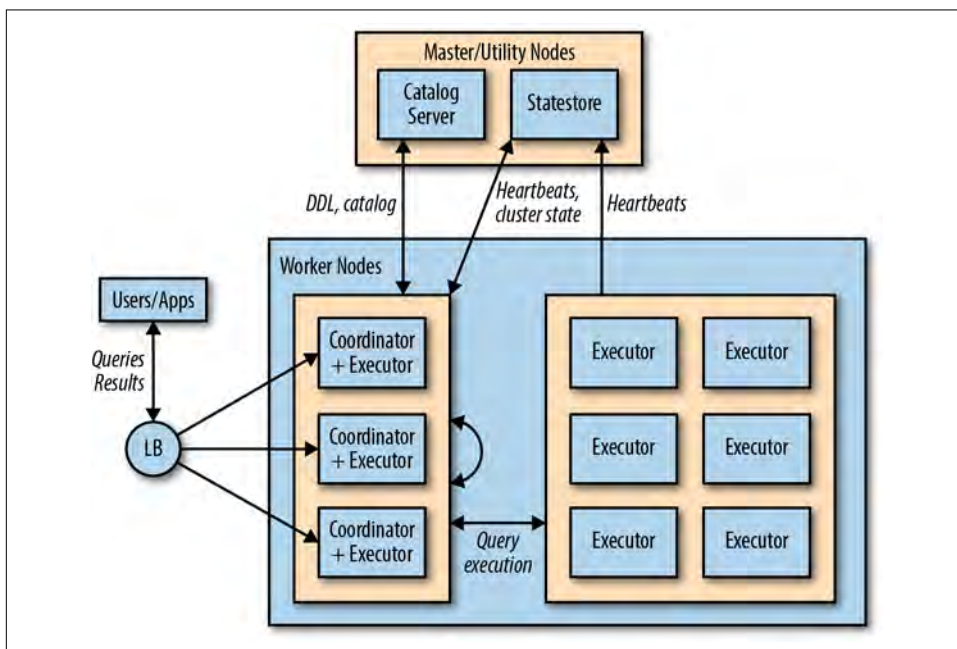 Master/Utility Nodes
Catalog
Server
Statestore
DDL, catalog
Heartbeats,
cluster state
Heartbeats
Worker Nodes
Users/Apps
Queries
Results
LB
Coordinator
+ Executor
Coordinator
+ Executor
Coordinator
+ Executor
Query
execution
Executor
Executor
Executor
Executor
Executor
Executor